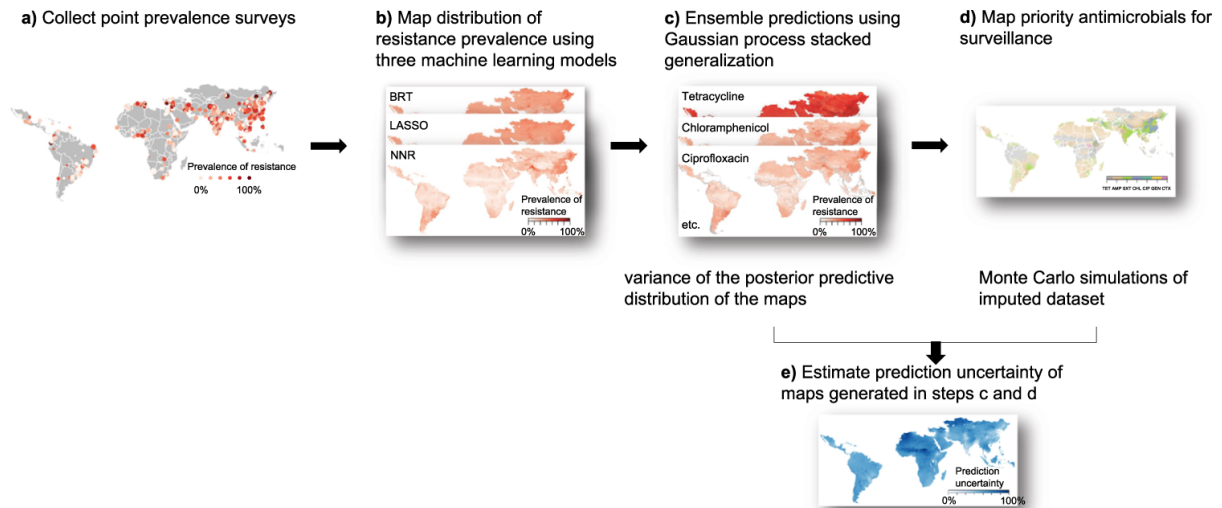 a) Collect point prevalence surveys
Prevalence of resistance
0% 100%
b) Map distribution of
resistance prevalence using
three machine learning models
BRT
LASSO
NNR
Prevalence of
resistance
0% 100%
c) Ensemble predictions using
Gaussian process stacked
generalization
Tetracycline
Chloramphenicol
Ciprofloxacin
Prevalence of
resistance
etc.
0% 100%
d) Map priority antimicrobials for
surveillance
TET AMP EXT CHL CIP GEN CTX
variance of the posterior predictive
distribution of the maps
Monte Carlo simulations of
imputed dataset
e) Estimate prediction uncertainty of
maps generated in steps c and d
Prediction
uncertainty
0% 100%